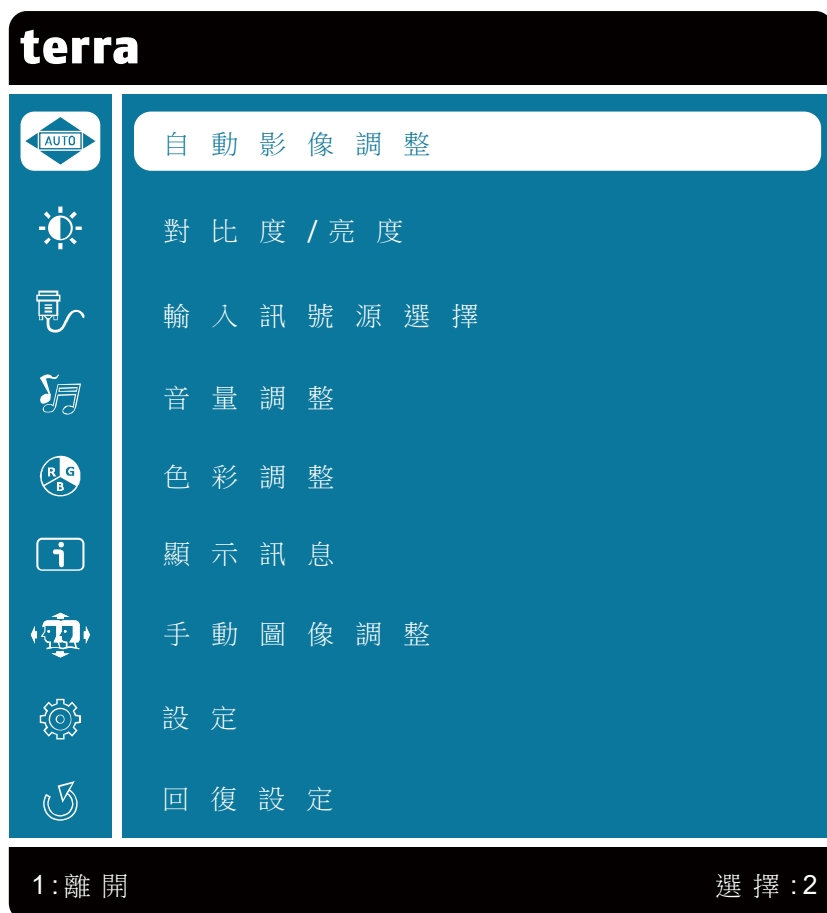 terra
AUTO
自動影像調整
對比度/亮度
輸入訊號源選擇
音量調整
R G B
色彩調整
i
顯示訊息
手動圖像調整
設定
回復設定
1:離開
選擇:2